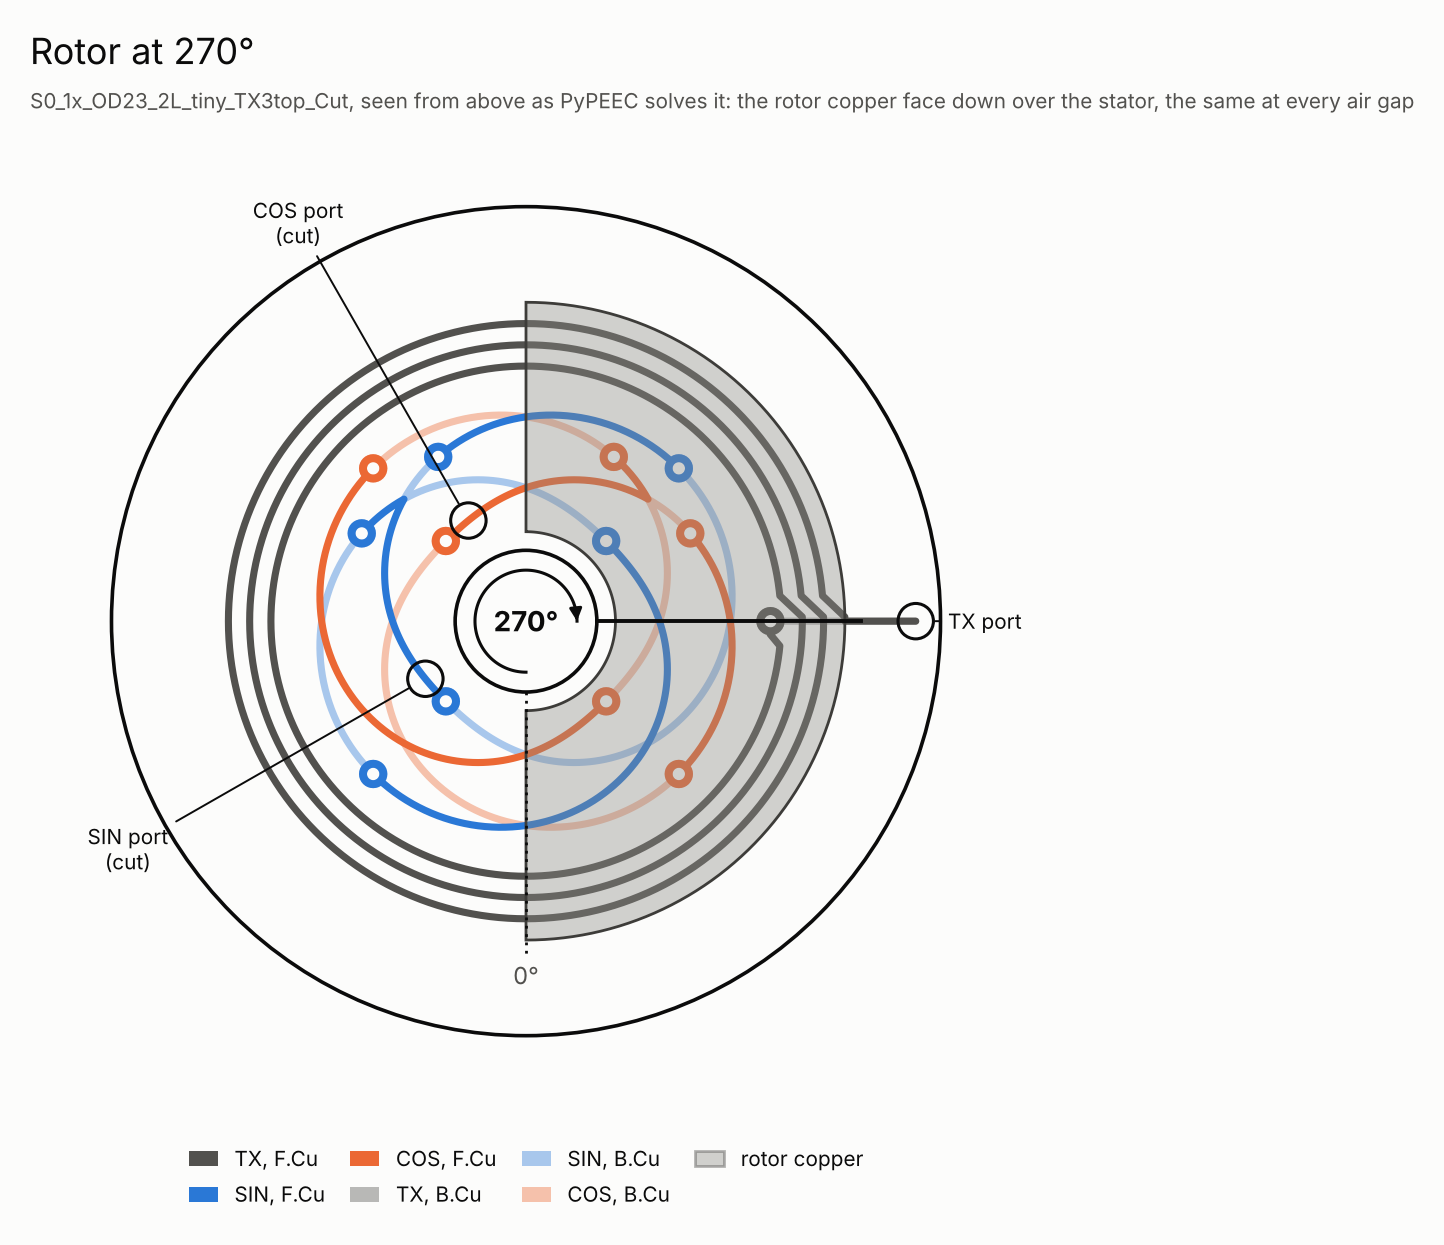 Rotor at 270°
S0_1x_OD23_2L_tiny_TX3top_Cut, seen from above as PyPEEC solves it: the rotor copper face down over the stator, the same at every air gap
COS port
(cut)
270°
TX port
SIN port
(cut)
0°
TX, F.Cu
COS, F.Cu
SIN, B.Cu
rotor copper
SIN, F.Cu
TX, B.Cu
COS, B.Cu